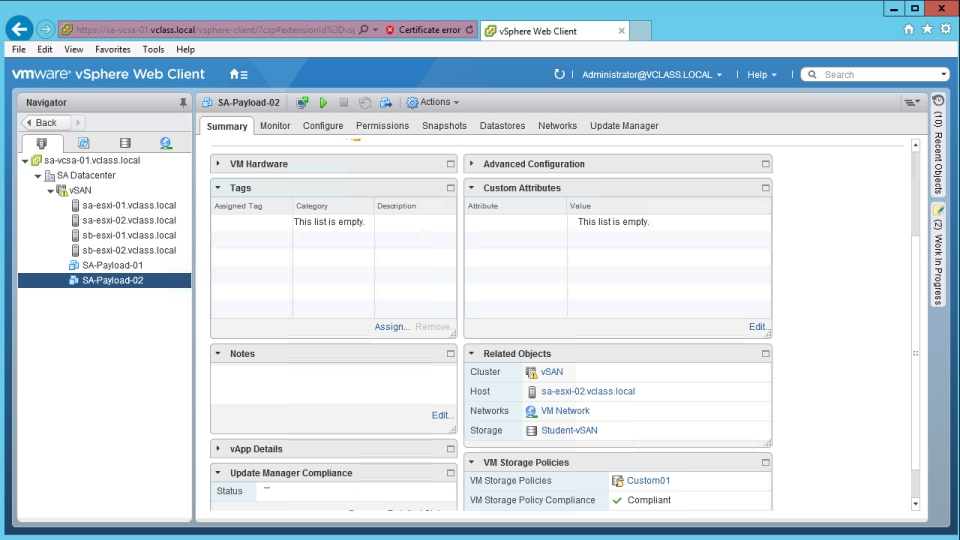 https://sa-vcsa-01.vclass.local/vsphere-client/?csp#extensionId%3Dvs
Certificate error
vSphere Web Client
File Edit View Favorites Tools Help
vmware® vSphere Web Client
Administrator@VCLASS.LOCAL
Help
Search
Navigator
Back
sa-vcsa-01.vclass.local
SA Datacenter
vSAN
sa-esxi-01.vclass.local
sa-esxi-02.vclass.local
sb-esxi-01.vclass.local
sb-esxi-02.vclass.local
SA-Payload-01
SA-Payload-02
SA-Payload-02
Actions
Summary Monitor Configure Permissions Snapshots Datastores Networks Update Manager
VM Hardware
Tags
Assigned Tag Category Description
This list is empty.
Assign... Remove...
Notes
Edit...
vApp Details
Update Manager Compliance
Status --
Advanced Configuration
Custom Attributes
Attribute Value
This list is empty.
Edit...
Related Objects
Cluster vSAN
Host sa-esxi-02.vclass.local
Networks VM Network
Storage Student-vSAN
VM Storage Policies
VM Storage Policies Custom01
VM Storage Policy Compliance Compliant
(10) Recent Objects
(2) Work In Progress